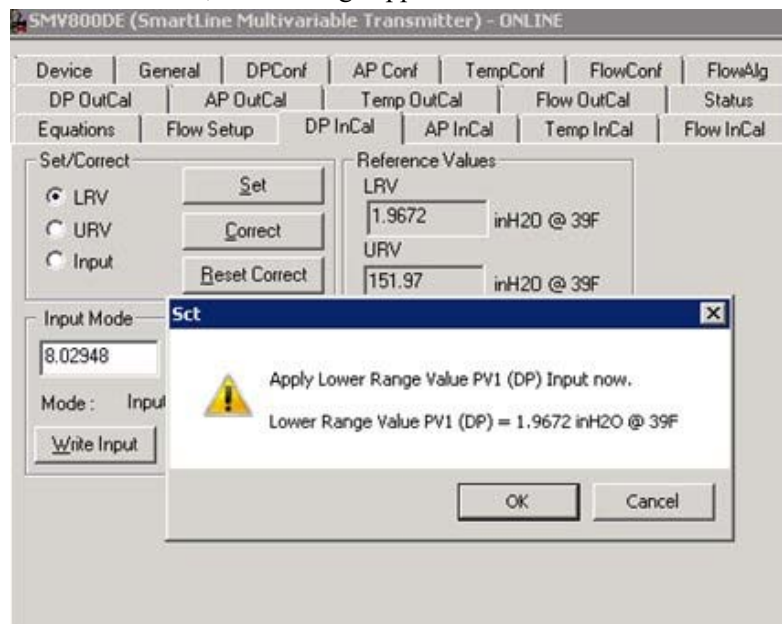 SMV800DE (SmartLine Multivariable Transmitter) - ONLINE
Device General DPConf AP Conf TempConf FlowConf FlowAlg
DP OutCal AP OutCal Temp OutCal Flow OutCal Status
Equations Flow Setup DP InCal AP InCal Temp InCal Flow InCal
Set/Correct
LRV
URV
Input
Set
Correct
Reset Correct
Reference Values
LRV
1.9672 inH2O @ 39F
URV
151.97 inH2O @ 39F
Input Mode
8.02948
Mode : Input
Write Input
Sct
Apply Lower Range Value PV1 (DP) Input now.
Lower Range Value PV1 (DP) = 1.9672 inH2O @ 39F
OK Cancel